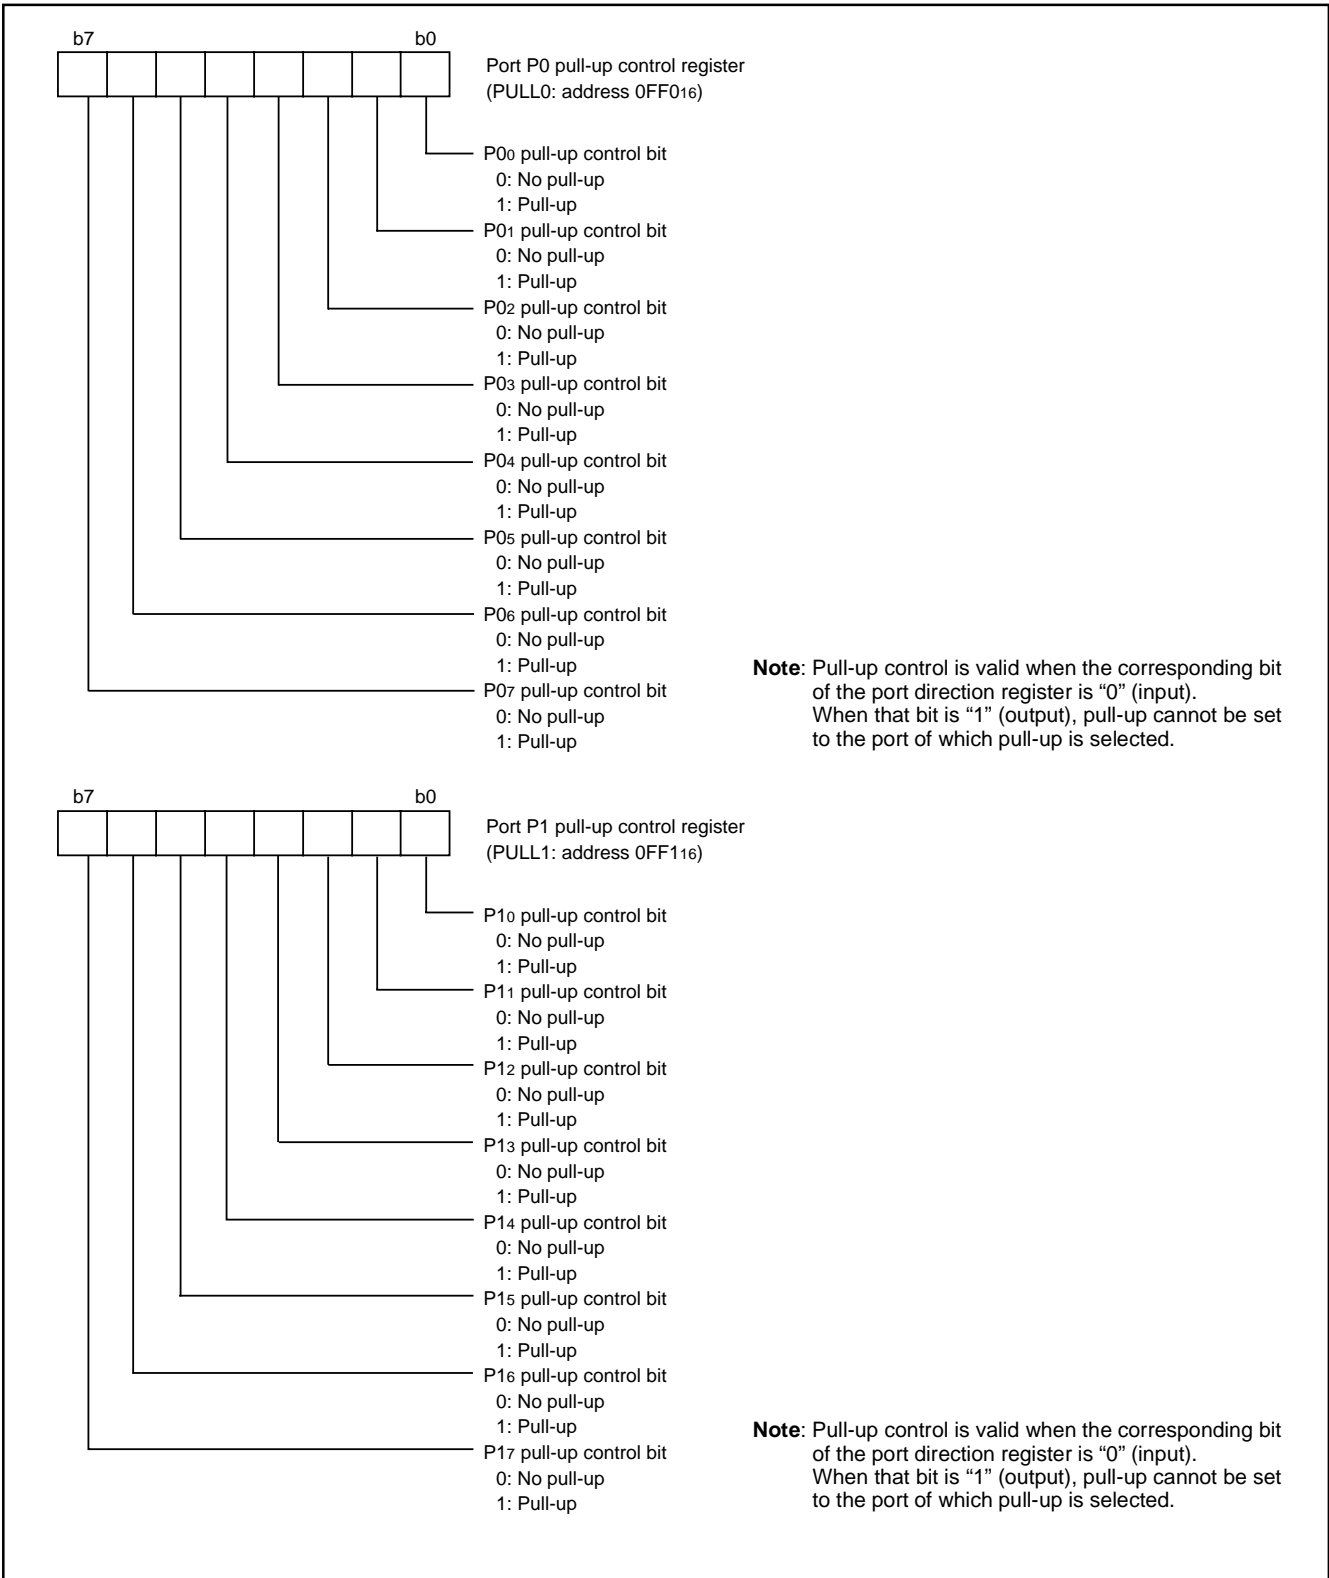 b7 b0
Port P0 pull-up control register
(PULL0: address 0FF016)
P00 pull-up control bit
0: No pull-up
1: Pull-up
P01 pull-up control bit
0: No pull-up
1: Pull-up
P02 pull-up control bit
0: No pull-up
1: Pull-up
P03 pull-up control bit
0: No pull-up
1: Pull-up
P04 pull-up control bit
0: No pull-up
1: Pull-up
P05 pull-up control bit
0: No pull-up
1: Pull-up
P06 pull-up control bit
0: No pull-up
1: Pull-up
P07 pull-up control bit
0: No pull-up
1: Pull-up
Note: Pull-up control is valid when the corresponding bit
of the port direction register is “0” (input).
When that bit is “1” (output), pull-up cannot be set
to the port of which pull-up is selected.
b7 b0
Port P1 pull-up control register
(PULL1: address 0FF116)
P10 pull-up control bit
0: No pull-up
1: Pull-up
P11 pull-up control bit
0: No pull-up
1: Pull-up
P12 pull-up control bit
0: No pull-up
1: Pull-up
P13 pull-up control bit
0: No pull-up
1: Pull-up
P14 pull-up control bit
0: No pull-up
1: Pull-up
P15 pull-up control bit
0: No pull-up
1: Pull-up
P16 pull-up control bit
0: No pull-up
1: Pull-up
P17 pull-up control bit
0: No pull-up
1: Pull-up
Note: Pull-up control is valid when the corresponding bit
of the port direction register is “0” (input).
When that bit is “1” (output), pull-up cannot be set
to the port of which pull-up is selected.